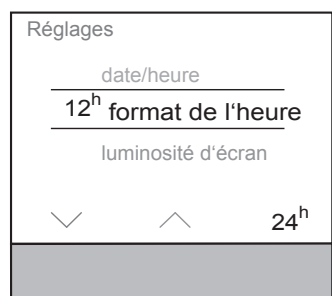 Réglages
date/heure
12h format de l‘heure
luminosité d‘écran
24h